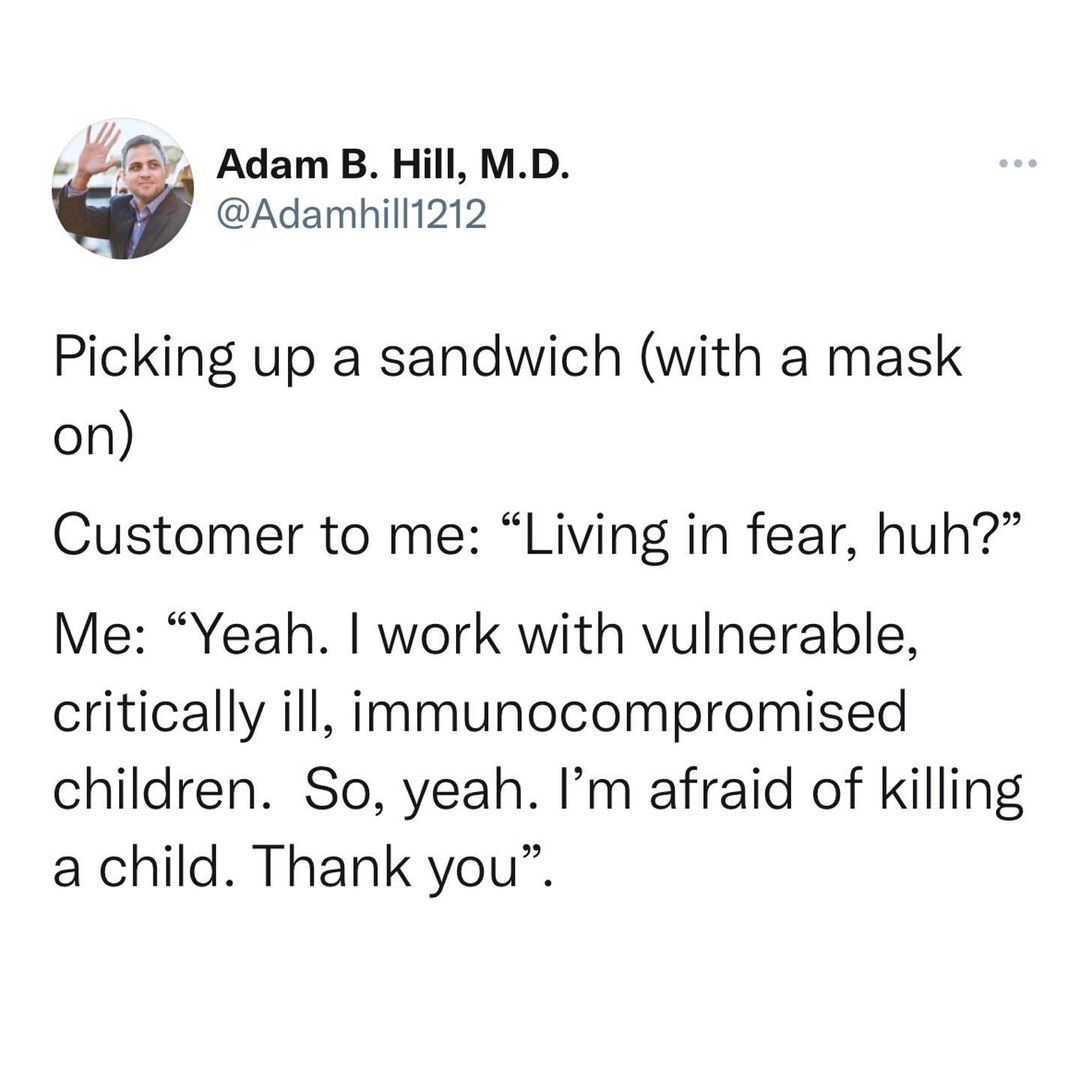 Adam B. Hill, M.D.
@Adamhill1212
Picking up a sandwich (with a mask
on)
Customer to me: “Living in fear, huh?”
Me: “Yeah. I work with vulnerable,
critically ill, immunocompromised
children.  So, yeah. I’m afraid of killing
a child. Thank you”.